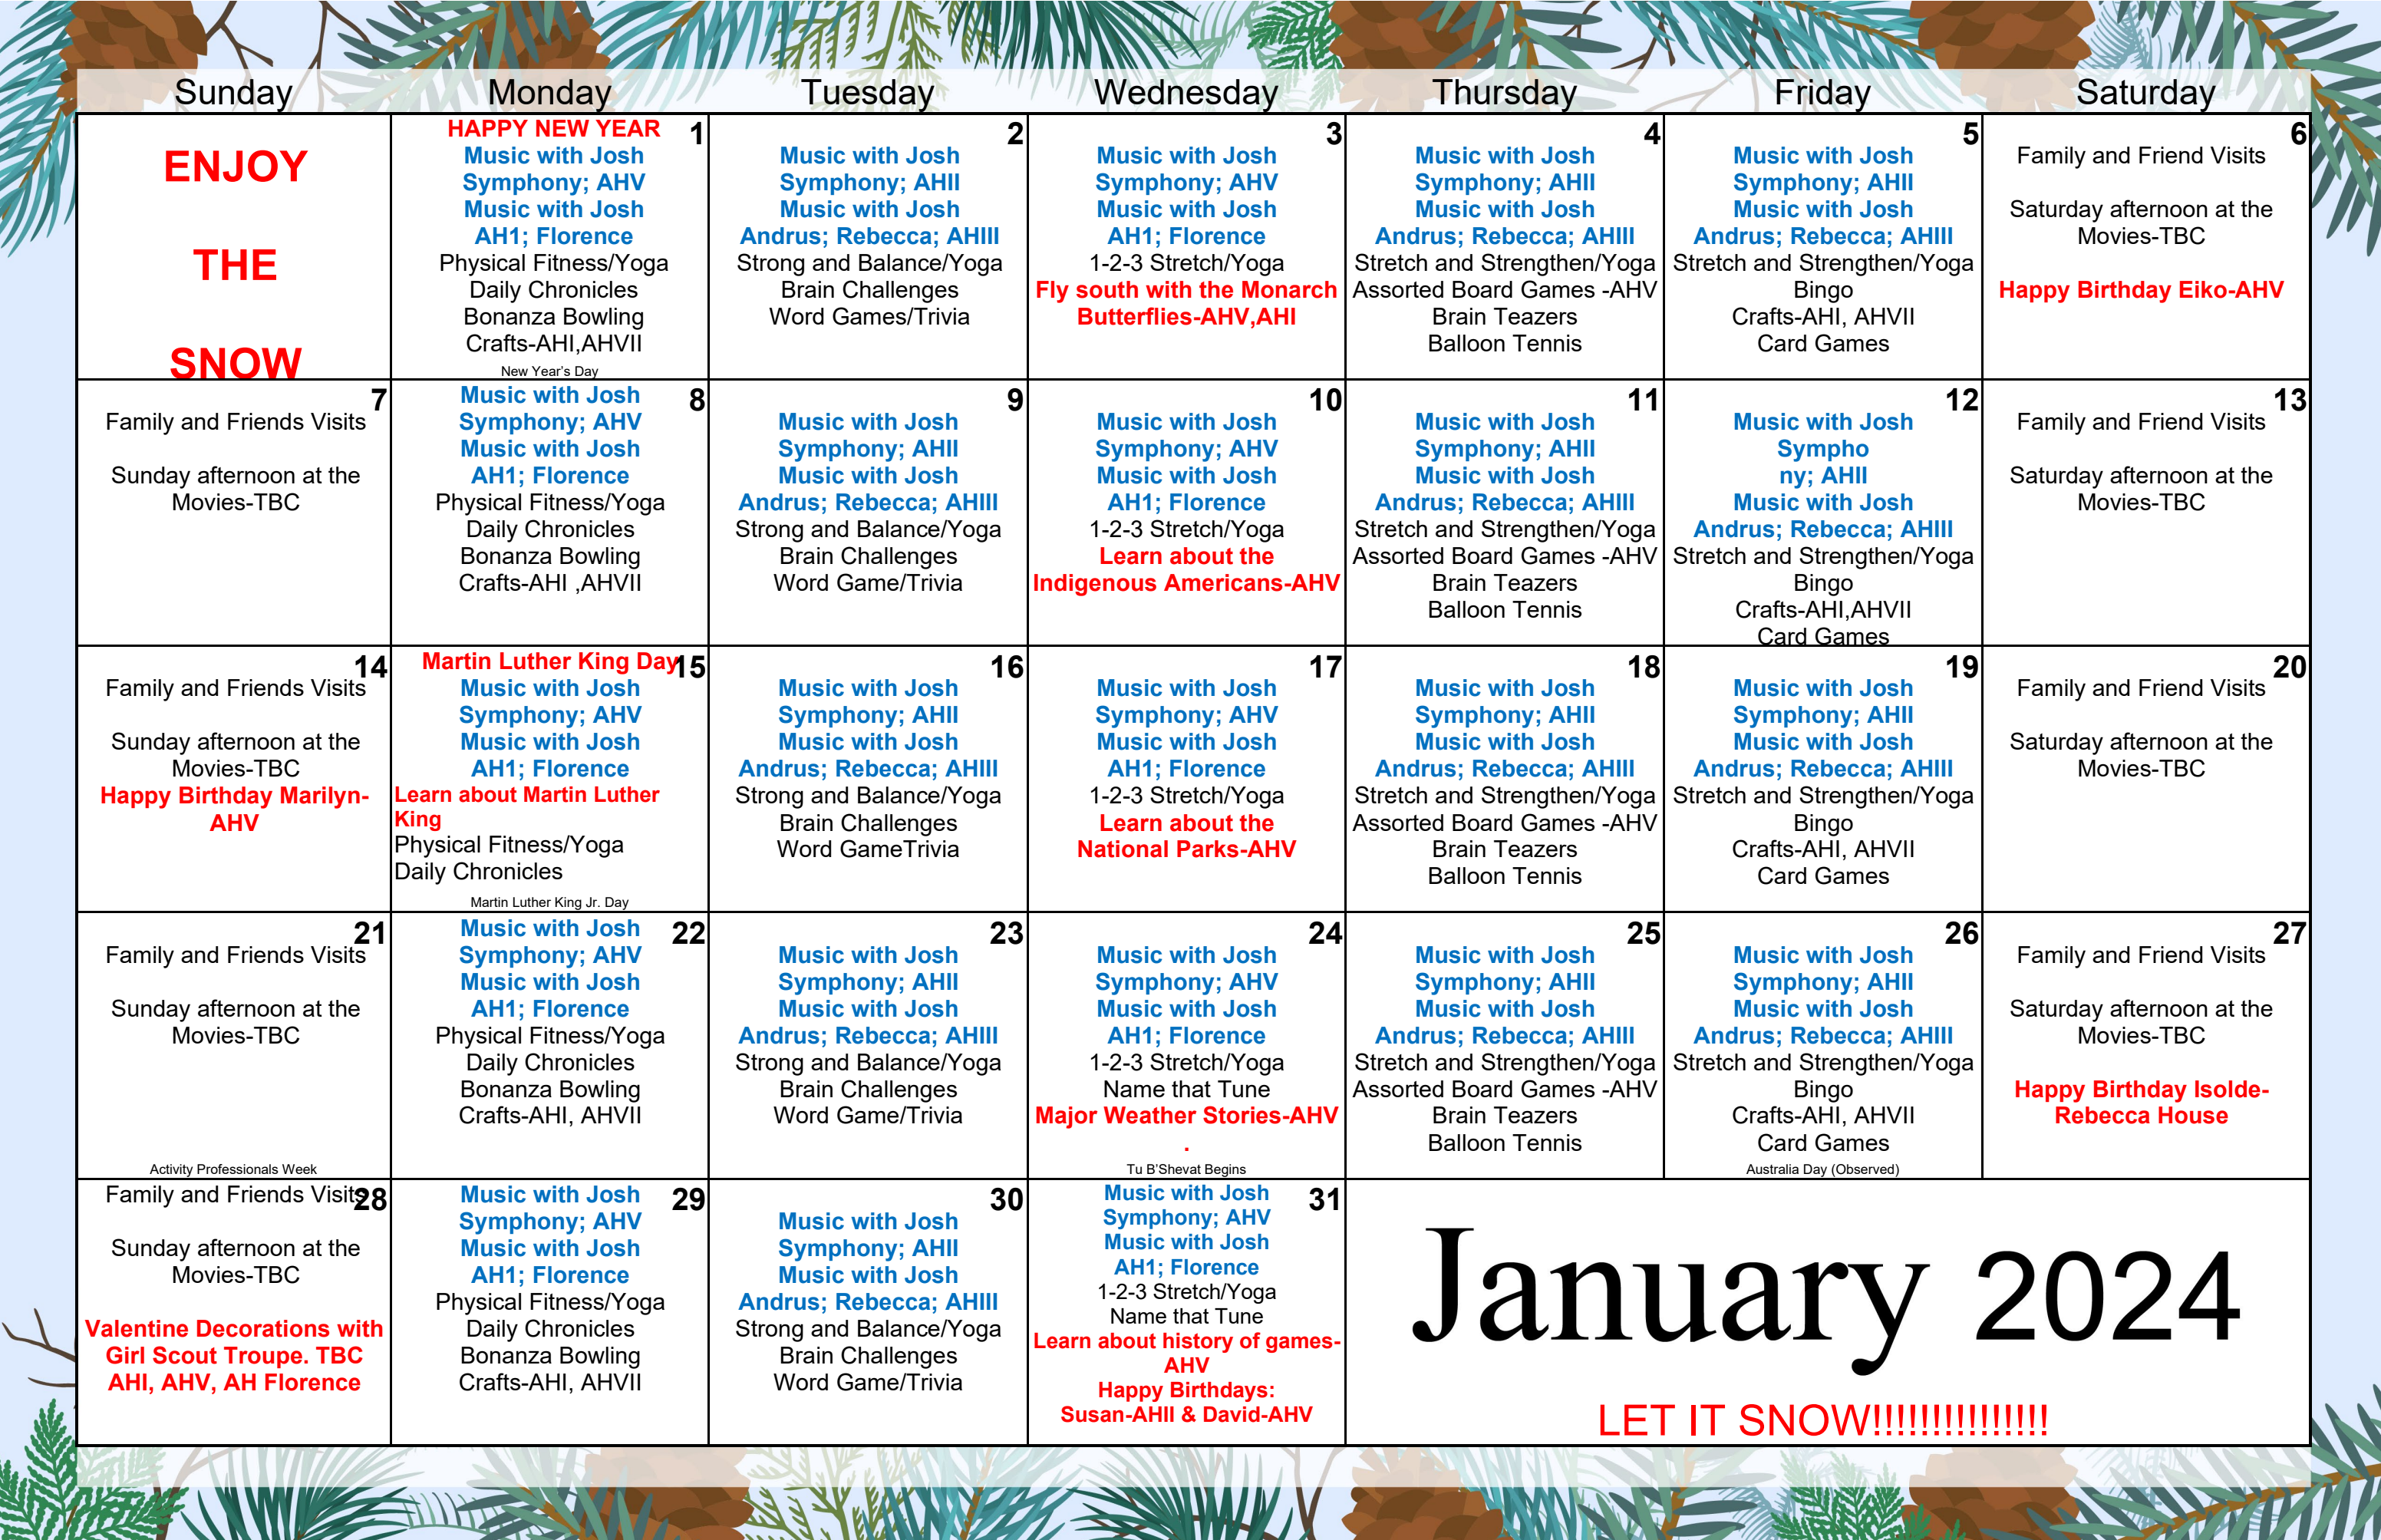 Sunday Monday Tuesday Wednesday Thursday Friday Saturday
ENJOY
THE
SNOW
HAPPY NEW YEAR 1
Music with Josh
Symphony; AHV
Music with Josh
AH1; Florence
Physical Fitness/Yoga
Daily Chronicles
Bonanza Bowling
Crafts-AHI,AHVII
New Year's Day
2
Music with Josh
Symphony; AHII
Music with Josh
Andrus; Rebecca; AHIII
Strong and Balance/Yoga
Brain Challenges
Word Games/Trivia
3
Music with Josh
Symphony; AHV
Music with Josh
AH1; Florence
1-2-3 Stretch/Yoga
Fly south with the Monarch
Butterflies-AHV,AHI
4
Music with Josh
Symphony; AHII
Music with Josh
Andrus; Rebecca; AHIII
Stretch and Strengthen/Yoga
Assorted Board Games -AHV
Brain Teazers
Balloon Tennis
5
Music with Josh
Symphony; AHII
Music with Josh
Andrus; Rebecca; AHIII
Stretch and Strengthen/Yoga
Bingo
Crafts-AHI, AHVII
Card Games
6
Family and Friend Visits
Saturday afternoon at the
Movies-TBC
Happy Birthday Eiko-AHV
7
Family and Friends Visits
Sunday afternoon at the
Movies-TBC
8
Music with Josh
Symphony; AHV
Music with Josh
AH1; Florence
Physical Fitness/Yoga
Daily Chronicles
Bonanza Bowling
Crafts-AHI ,AHVII
9
Music with Josh
Symphony; AHII
Music with Josh
Andrus; Rebecca; AHIII
Strong and Balance/Yoga
Brain Challenges
Word Game/Trivia
10
Music with Josh
Symphony; AHV
Music with Josh
AH1; Florence
1-2-3 Stretch/Yoga
Learn about the
Indigenous Americans-AHV
11
Music with Josh
Symphony; AHII
Music with Josh
Andrus; Rebecca; AHIII
Stretch and Strengthen/Yoga
Assorted Board Games -AHV
Brain Teazers
Balloon Tennis
12
Music with Josh
Sympho
ny; AHII
Music with Josh
Andrus; Rebecca; AHIII
Stretch and Strengthen/Yoga
Bingo
Crafts-AHI,AHVII
Card Games
13
Family and Friend Visits
Saturday afternoon at the
Movies-TBC
14
Family and Friends Visits
Sunday afternoon at the
Movies-TBC
Happy Birthday Marilyn-
AHV
Martin Luther King Day 15
Music with Josh
Symphony; AHV
Music with Josh
AH1; Florence
Learn about Martin Luther
King
Physical Fitness/Yoga
Daily Chronicles
Martin Luther King Jr. Day
16
Music with Josh
Symphony; AHII
Music with Josh
Andrus; Rebecca; AHIII
Strong and Balance/Yoga
Brain Challenges
Word GameTrivia
17
Music with Josh
Symphony; AHV
Music with Josh
AH1; Florence
1-2-3 Stretch/Yoga
Learn about the
National Parks-AHV
18
Music with Josh
Symphony; AHII
Music with Josh
Andrus; Rebecca; AHIII
Stretch and Strengthen/Yoga
Assorted Board Games -AHV
Brain Teazers
Balloon Tennis
19
Music with Josh
Symphony; AHII
Music with Josh
Andrus; Rebecca; AHIII
Stretch and Strengthen/Yoga
Bingo
Crafts-AHI, AHVII
Card Games
20
Family and Friend Visits
Saturday afternoon at the
Movies-TBC
21
Family and Friends Visits
Sunday afternoon at the
Movies-TBC
Activity Professionals Week
22
Music with Josh
Symphony; AHV
Music with Josh
AH1; Florence
Physical Fitness/Yoga
Daily Chronicles
Bonanza Bowling
Crafts-AHI, AHVII
23
Music with Josh
Symphony; AHII
Music with Josh
Andrus; Rebecca; AHIII
Strong and Balance/Yoga
Brain Challenges
Word Game/Trivia
24
Music with Josh
Symphony; AHV
Music with Josh
AH1; Florence
1-2-3 Stretch/Yoga
Name that Tune
Major Weather Stories-AHV
.
Tu B'Shevat Begins
25
Music with Josh
Symphony; AHII
Music with Josh
Andrus; Rebecca; AHIII
Stretch and Strengthen/Yoga
Assorted Board Games -AHV
Brain Teazers
Balloon Tennis
26
Music with Josh
Symphony; AHII
Music with Josh
Andrus; Rebecca; AHIII
Stretch and Strengthen/Yoga
Bingo
Crafts-AHI, AHVII
Card Games
Australia Day (Observed)
27
Family and Friend Visits
Saturday afternoon at the
Movies-TBC
Happy Birthday Isolde-
Rebecca House
28
Family and Friends Visits
Sunday afternoon at the
Movies-TBC
Valentine Decorations with
Girl Scout Troupe. TBC
AHI, AHV, AH Florence
29
Music with Josh
Symphony; AHV
Music with Josh
AH1; Florence
Physical Fitness/Yoga
Daily Chronicles
Bonanza Bowling
Crafts-AHI, AHVII
30
Music with Josh
Symphony; AHII
Music with Josh
Andrus; Rebecca; AHIII
Strong and Balance/Yoga
Brain Challenges
Word Game/Trivia
31
Music with Josh
Symphony; AHV
Music with Josh
AH1; Florence
1-2-3 Stretch/Yoga
Name that Tune
Learn about history of games-
AHV
Happy Birthdays:
Susan-AHII & David-AHV
January 2024
LET IT SNOW!!!!!!!!!!!!!!!